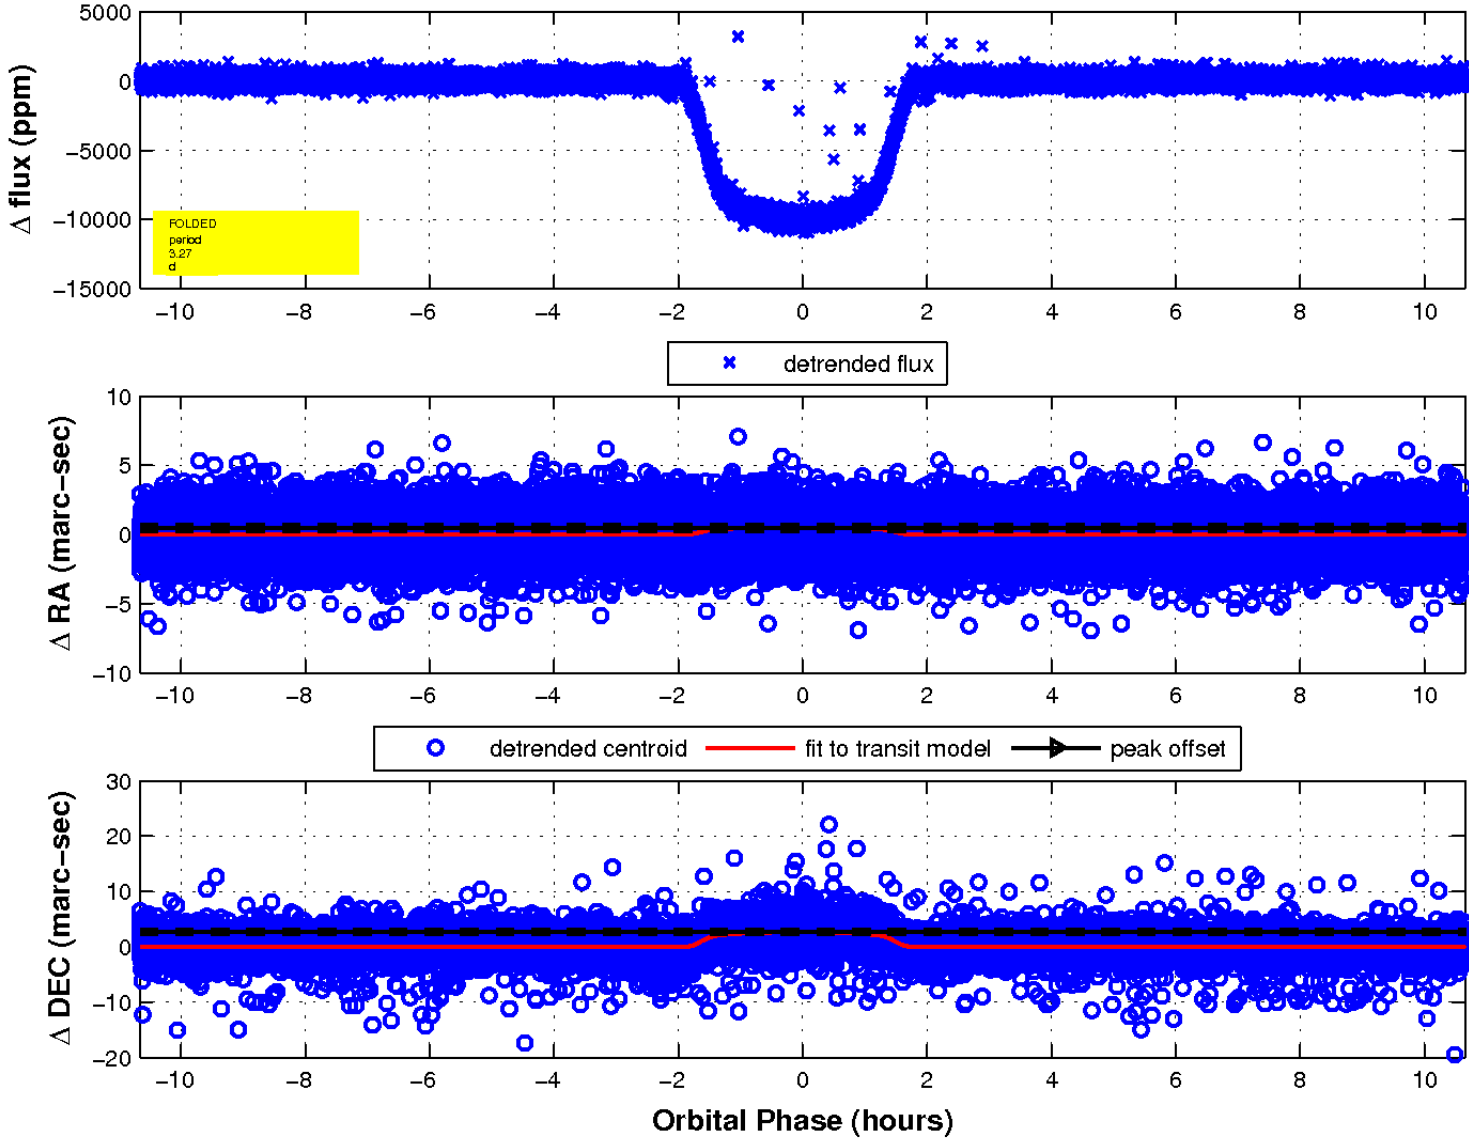 5000
0
−5000
−10000
−15000
Δ flux (ppm)
FOLDED
period
3.27
d
−10 −8 −6 −4 −2 0 2 4 6 8 10
detrended flux
10
5
0
−5
−10
Δ RA (marc−sec)
−10 −8 −6 −4 −2 0 2 4 6 8 10
detrended centroid fit to transit model peak offset
30
20
10
0
−10
−20
Δ DEC (marc−sec)
−10 −8 −6 −4 −2 0 2 4 6 8 10
Orbital Phase (hours)